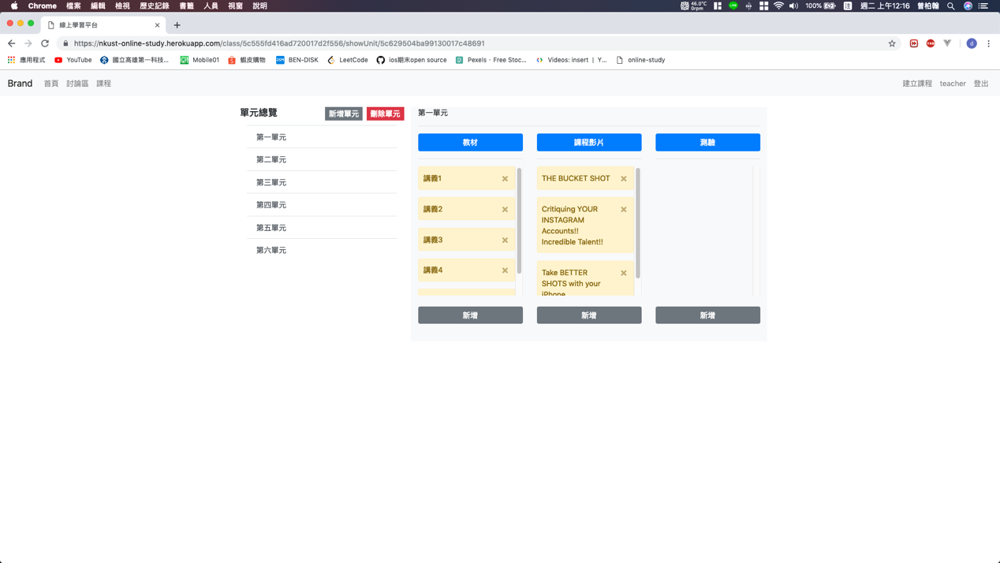 Chrome 檔案 編輯 檢視 歷史記錄 書籤 人員 視窗 說明 46.0°C 0rpm LINE 100% 注 週二 上午12:16 曾柏翰
線上學習平台
https://nkust-online-study.herokuapp.com/class/5c555fd416ad720017d2f556/showUnit/5c629504ba99130017c48691 d
應用程式 YouTube 國立高雄第一科技... Mobile01 蝦皮購物 BEN-DISK LeetCode ios期末open source Pexels · Free Stoc... Videos: insert | Y... online-study
Brand 首頁 討論區 課程 建立課程 teacher 登出
單元總覽 新增單元 刪除單元
第一單元
第二單元
第三單元
第四單元
第五單元
第六單元
第一單元
教材 課程影片 測驗
講義1
講義2
講義3
講義4
THE BUCKET SHOT
Critiquing YOUR
INSTAGRAM
Accounts!!
Incredible Talent!!
Take BETTER
SHOTS with your
iPhone
新增 新增 新增